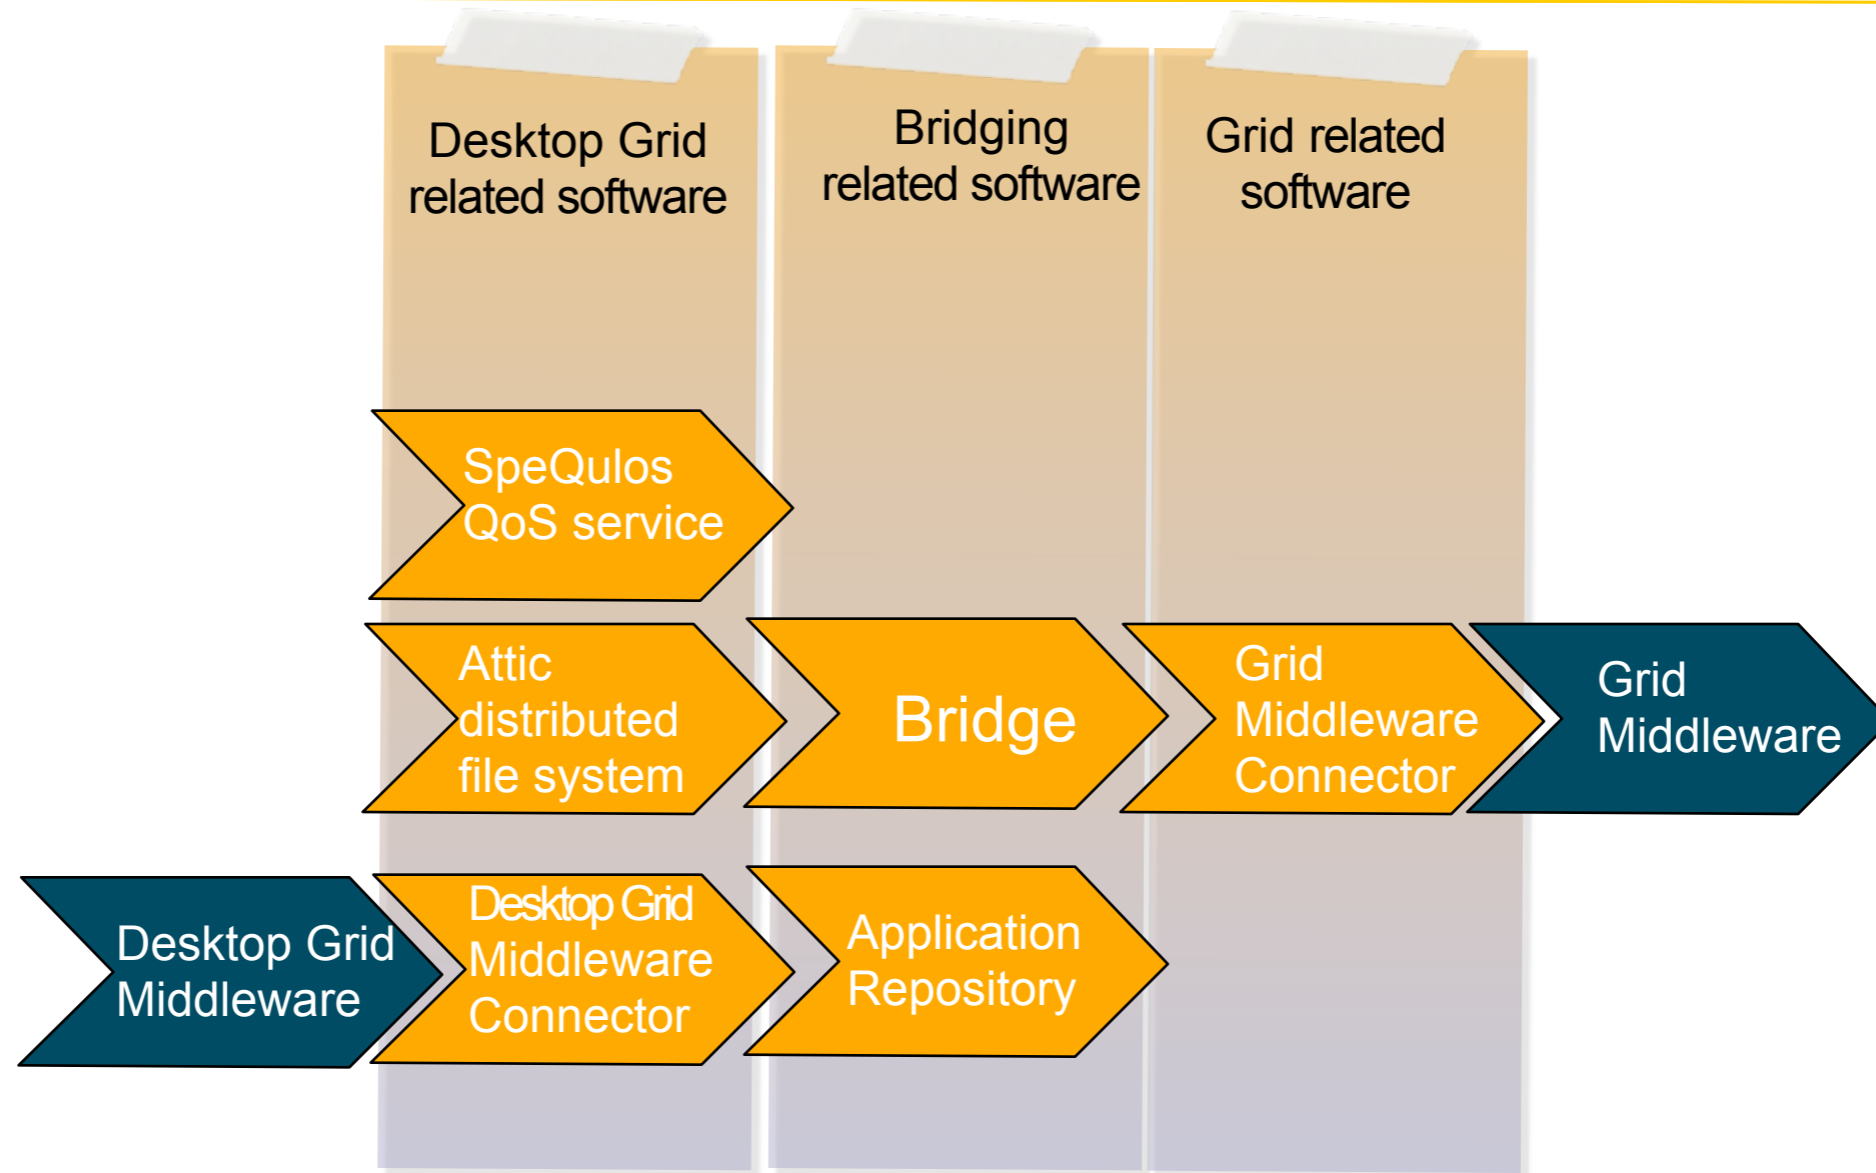 Desktop Grid
related software
Bridging
related software
Grid related
software
SpeQulos
QoS service
Attic
distributed
file system
Bridge
Grid
Middleware
Connector
Grid
Middleware
Desktop Grid
Middleware
Desktop Grid
Middleware
Connector
Application
Repository